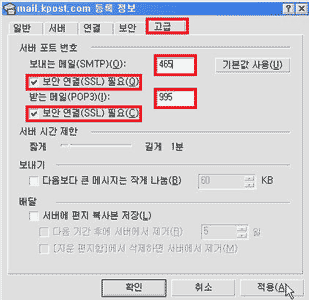 mail.kpost.com 등록 정보
일반 서버 연결 보안 고급
서버 포트 번호
보내는 메일(SMTP)(O): 465 기본값 사용(U)
보안 연결(SSL) 필요(Q)
받는 메일(POP3)(I): 995
보안 연결(SSL) 필요(C)
서버 시간 제한
짧게 길게 1분
보내기
다음보다 큰 메시지는 작게 나눔(B) 60 KB
배달
서버에 편지 복사본 저장(L)
다음 기간 후에 서버에서 제거(R) 5 일
[지운 편지함]에서 삭제하면 서버에서 제거(M)
확인 취소 적용(A)